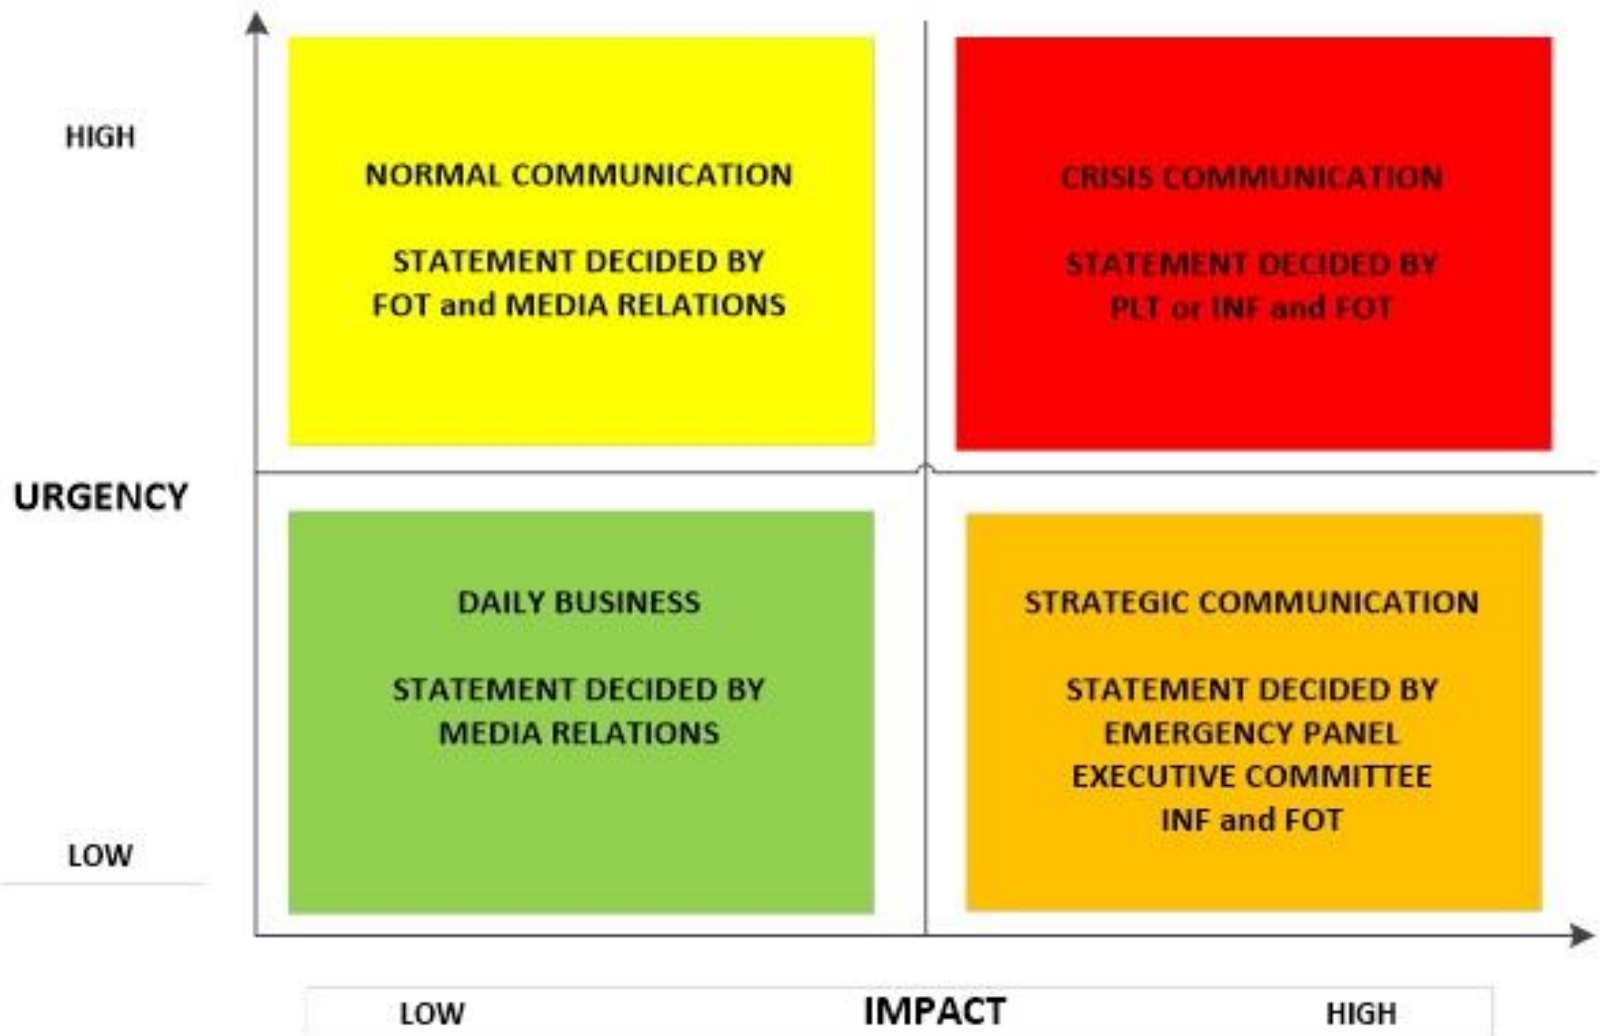 HIGH
NORMAL COMMUNICATION
STATEMENT DECIDED BY
FOT and MEDIA RELATIONS
CRISIS COMMUNICATION
STATEMENT DECIDED BY
PLT or INF and FOT
URGENCY
DAILY BUSINESS
STATEMENT DECIDED BY
MEDIA RELATIONS
STRATEGIC COMMUNICATION
STATEMENT DECIDED BY
EMERGENCY PANEL
EXECUTIVE COMMITTEE
INF and FOT
LOW
LOW
IMPACT
HIGH